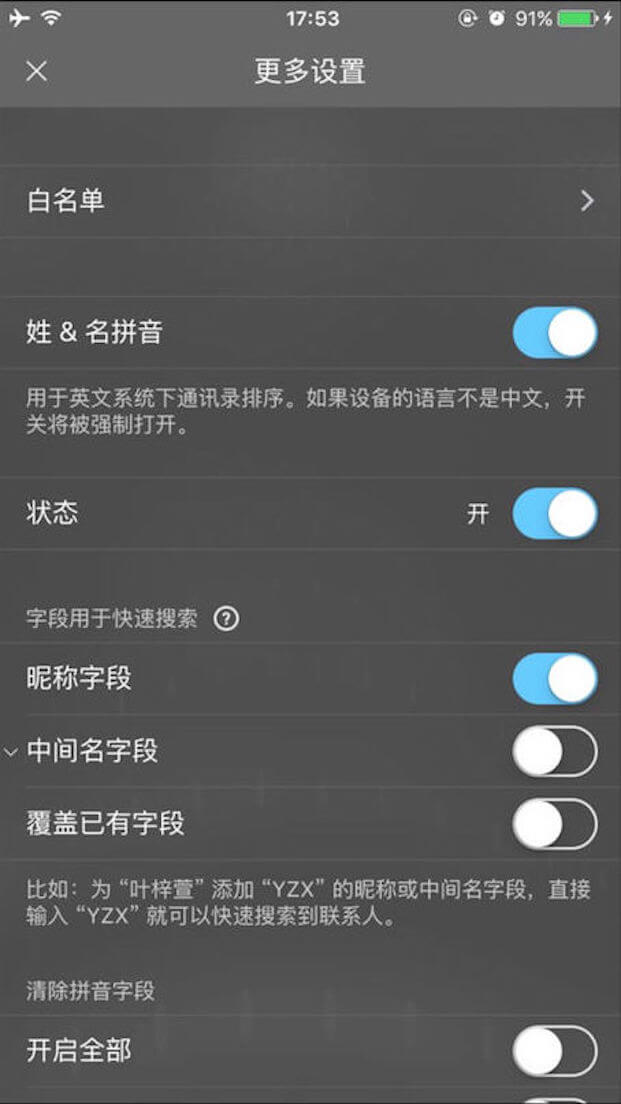 17:53
91%
更多设置
白名单
姓 & 名拼音
用于英文系统下通讯录排序。如果设备的语言不是中文，开
关将被强制打开。
状态 开
字段用于快速搜索 ?
昵称字段
中间名字段
覆盖已有字段
比如：为“叶梓萱”添加“YZX”的昵称或中间名字段，直接
输入“YZX”就可以快速搜索到联系人。
清除拼音字段
开启全部